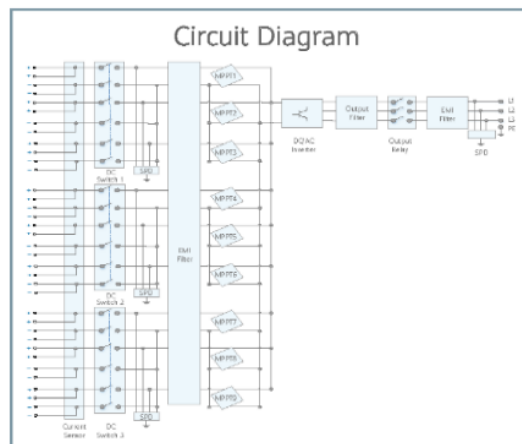 Circuit Diagram
MPPT1
MPPT2
MPPT3
SPD
DC
Switch 1
MPPT4
MPPT5
MPPT6
SPD
DC
Switch 2
EMI
Filter
MPPT7
MPPT8
MPPT9
SPD
Current
Sensor
DC
Switch 3
DC/AC
Inverter
Output
Filter
Output
Relay
EMI
Filter
L1
L2
L3
PE
SPD